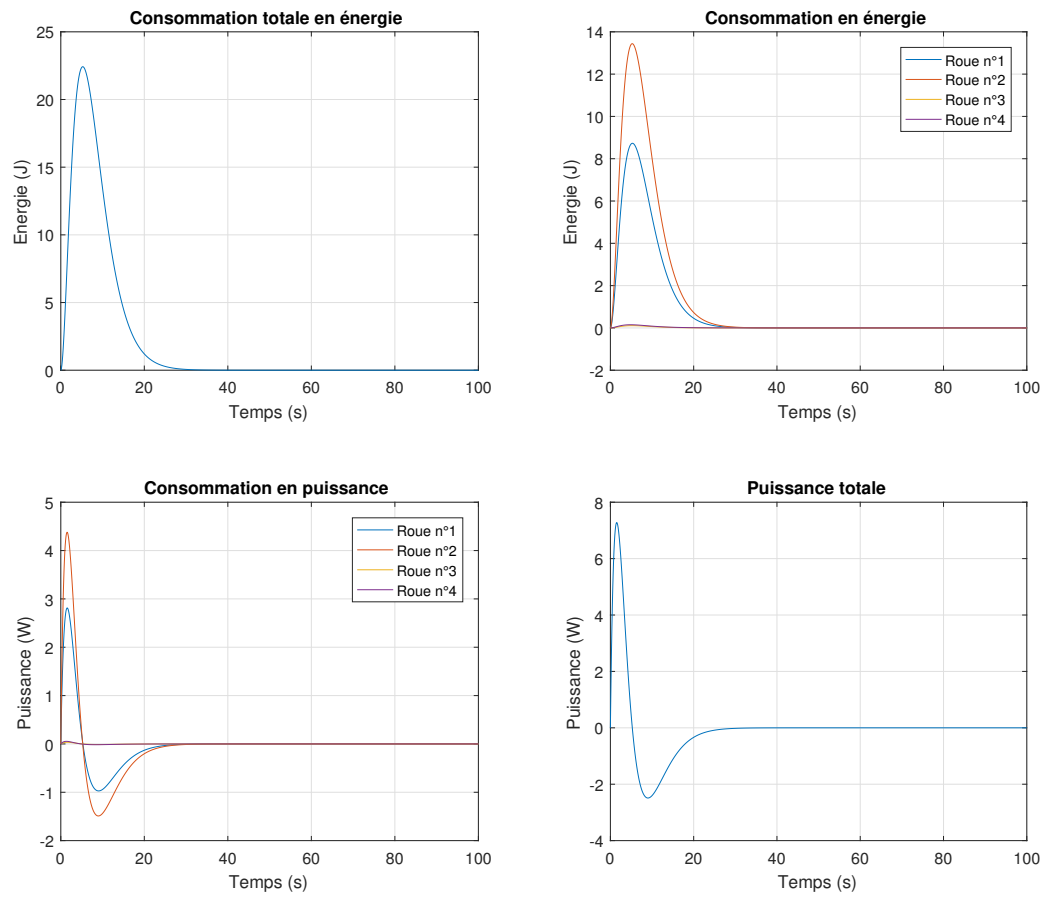 Consommation totale en énergie
25
20
15
10
5
0
Energie (J)
0 20 40 60 80 100
Temps (s)
Consommation en énergie
14
12
10
8
6
4
2
0
-2
Energie (J)
Roue n°1
Roue n°2
Roue n°3
Roue n°4
0 20 40 60 80 100
Temps (s)
Consommation en puissance
5
4
3
2
1
0
-1
-2
Puissance (W)
Roue n°1
Roue n°2
Roue n°3
Roue n°4
0 20 40 60 80 100
Temps (s)
Puissance totale
8
6
4
2
0
-2
-4
Puissance (W)
0 20 40 60 80 100
Temps (s)